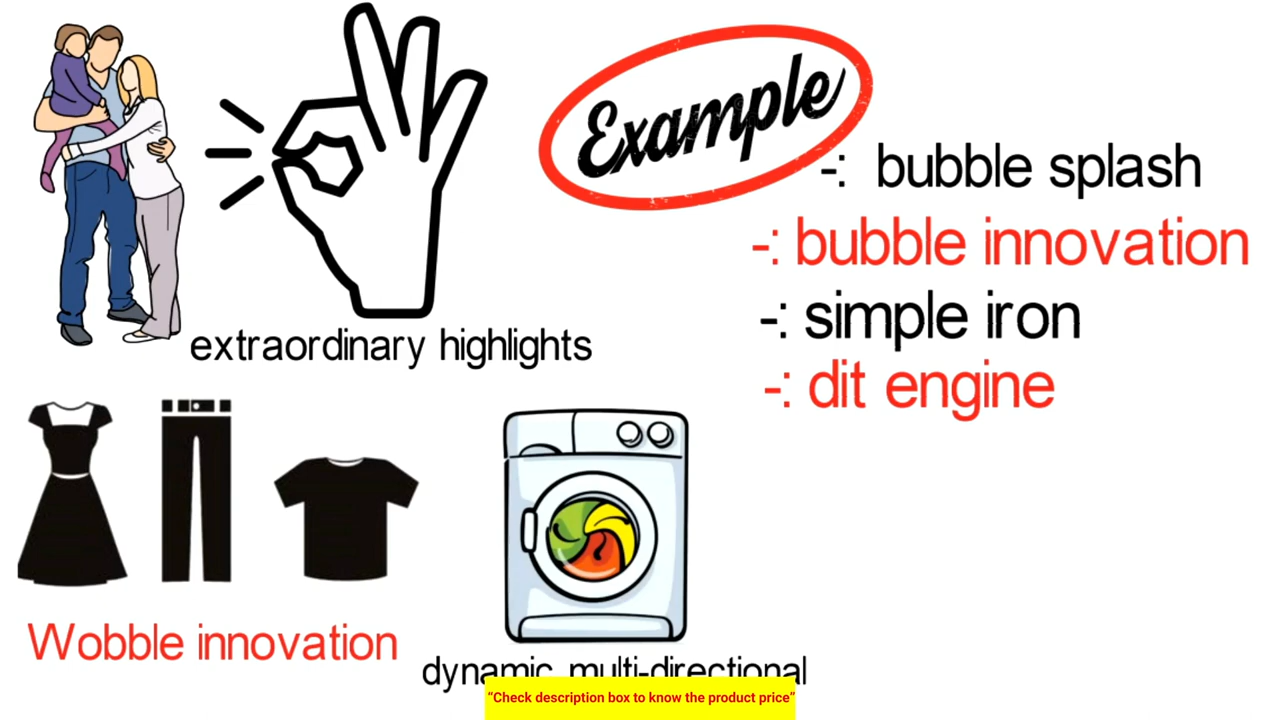 Example
-: bubble splash
-: bubble innovation
-: simple iron
-: dit engine
extraordinary highlights
Wobble innovation
dynamic multi-directional
“Check description box to know the product price”